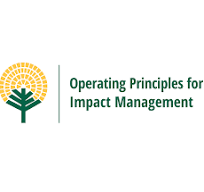 Operating Principles for
Impact Management